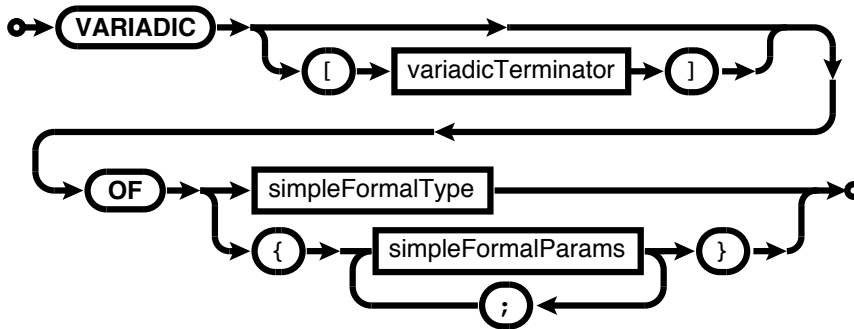 VARIADIC
[ variadicTerminator ]
OF simpleFormalType
{ simpleFormalParams }
;